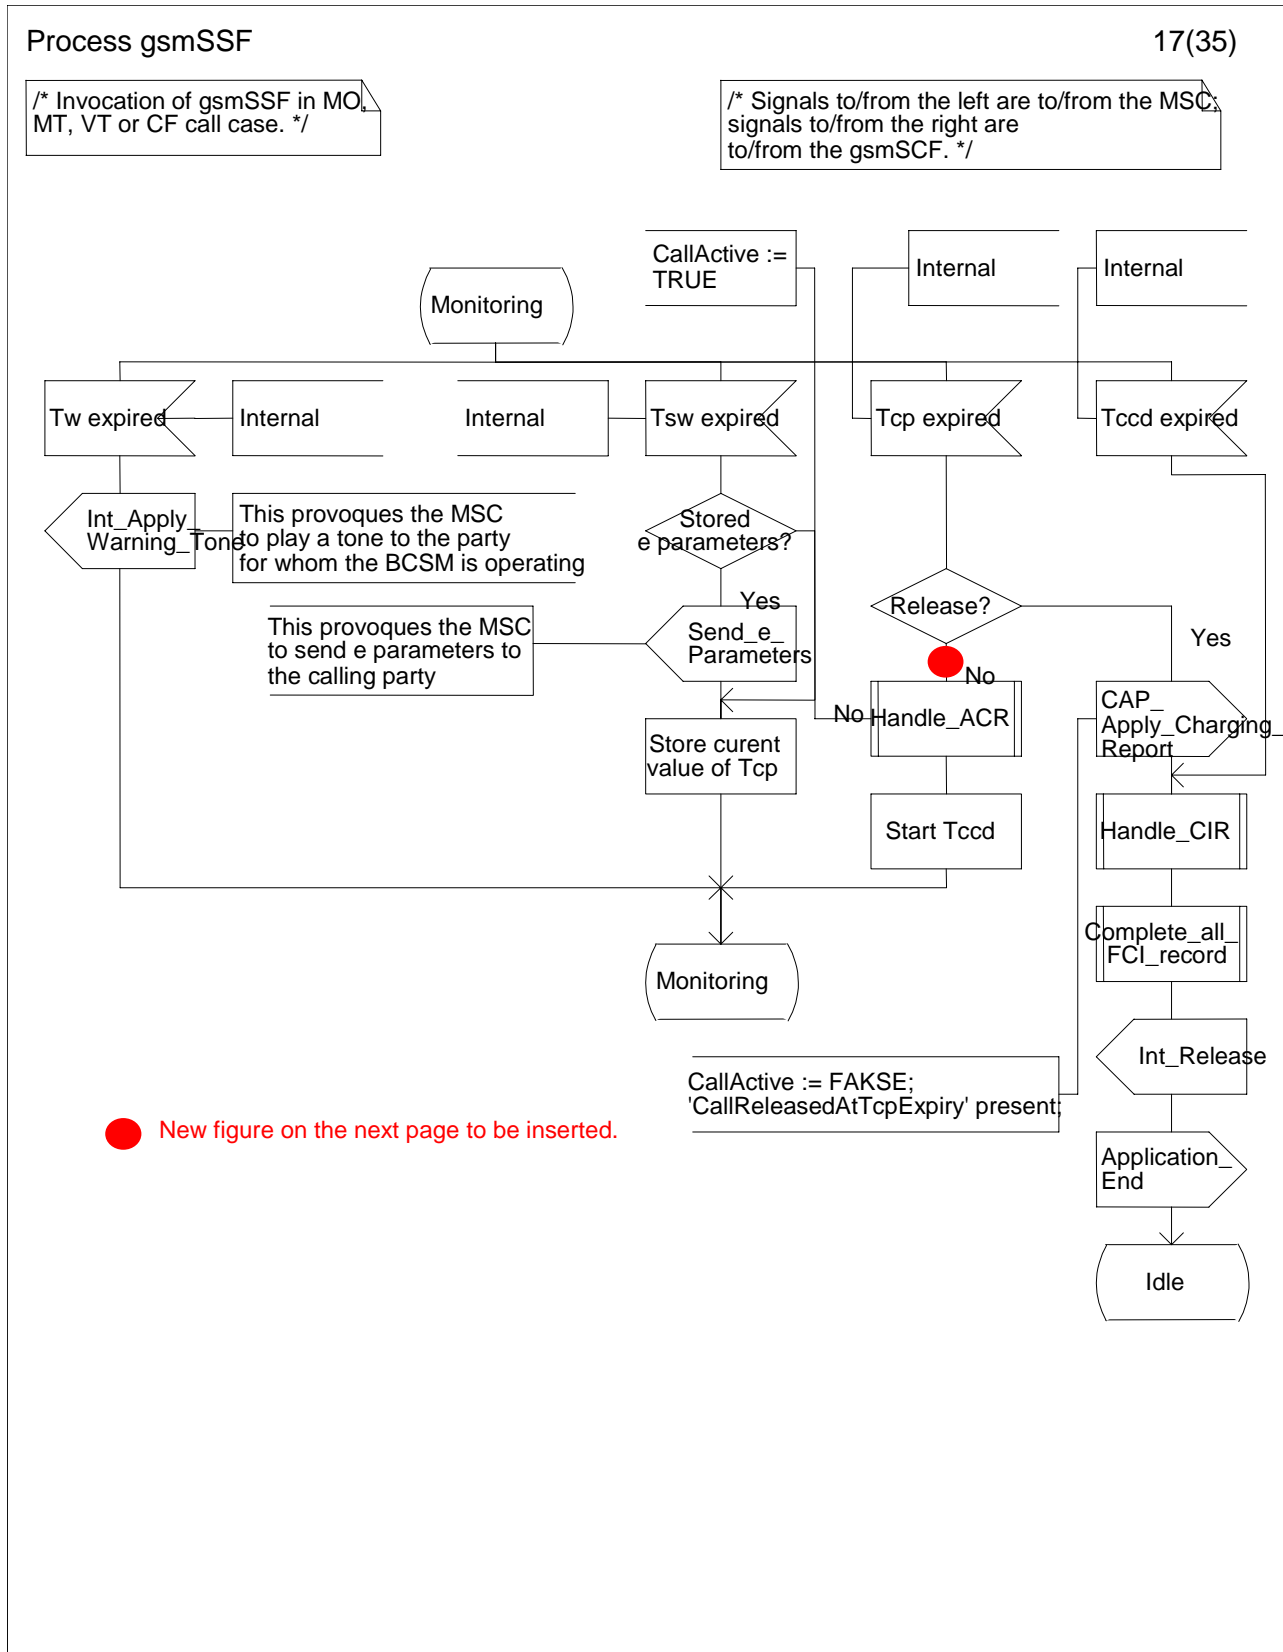 Process gsmSSF
17(35)
/* Invocation of gsmSSF in MO,
MT, VT or CF call case. */
/* Signals to/from the left are to/from the MSC;
signals to/from the right are
to/from the gsmSCF. */
CallActive :=
TRUE
Internal
Internal
Monitoring
Tw expired
Internal
Internal
Tsw expired
Tcp expired
Tccd expired
Int_Apply_
Warning_Tone
This provoques the MSC
to play a tone to the party
for whom the BCSM is operating
Stored
e parameters?
Yes
Release?
Yes
This provoques the MSC
to send e parameters to
the calling party
Send_e_
Parameters
No
No
Handle_ACR
CAP_
Apply_Charging_
Report
Store curent
value of Tcp
Start Tccd
Handle_CIR
Complete_all_
FCI_record
Monitoring
Int_Release
CallActive := FAKSE;
'CallReleasedAtTcpExpiry' present;
New figure on the next page to be inserted.
Application_
End
Idle